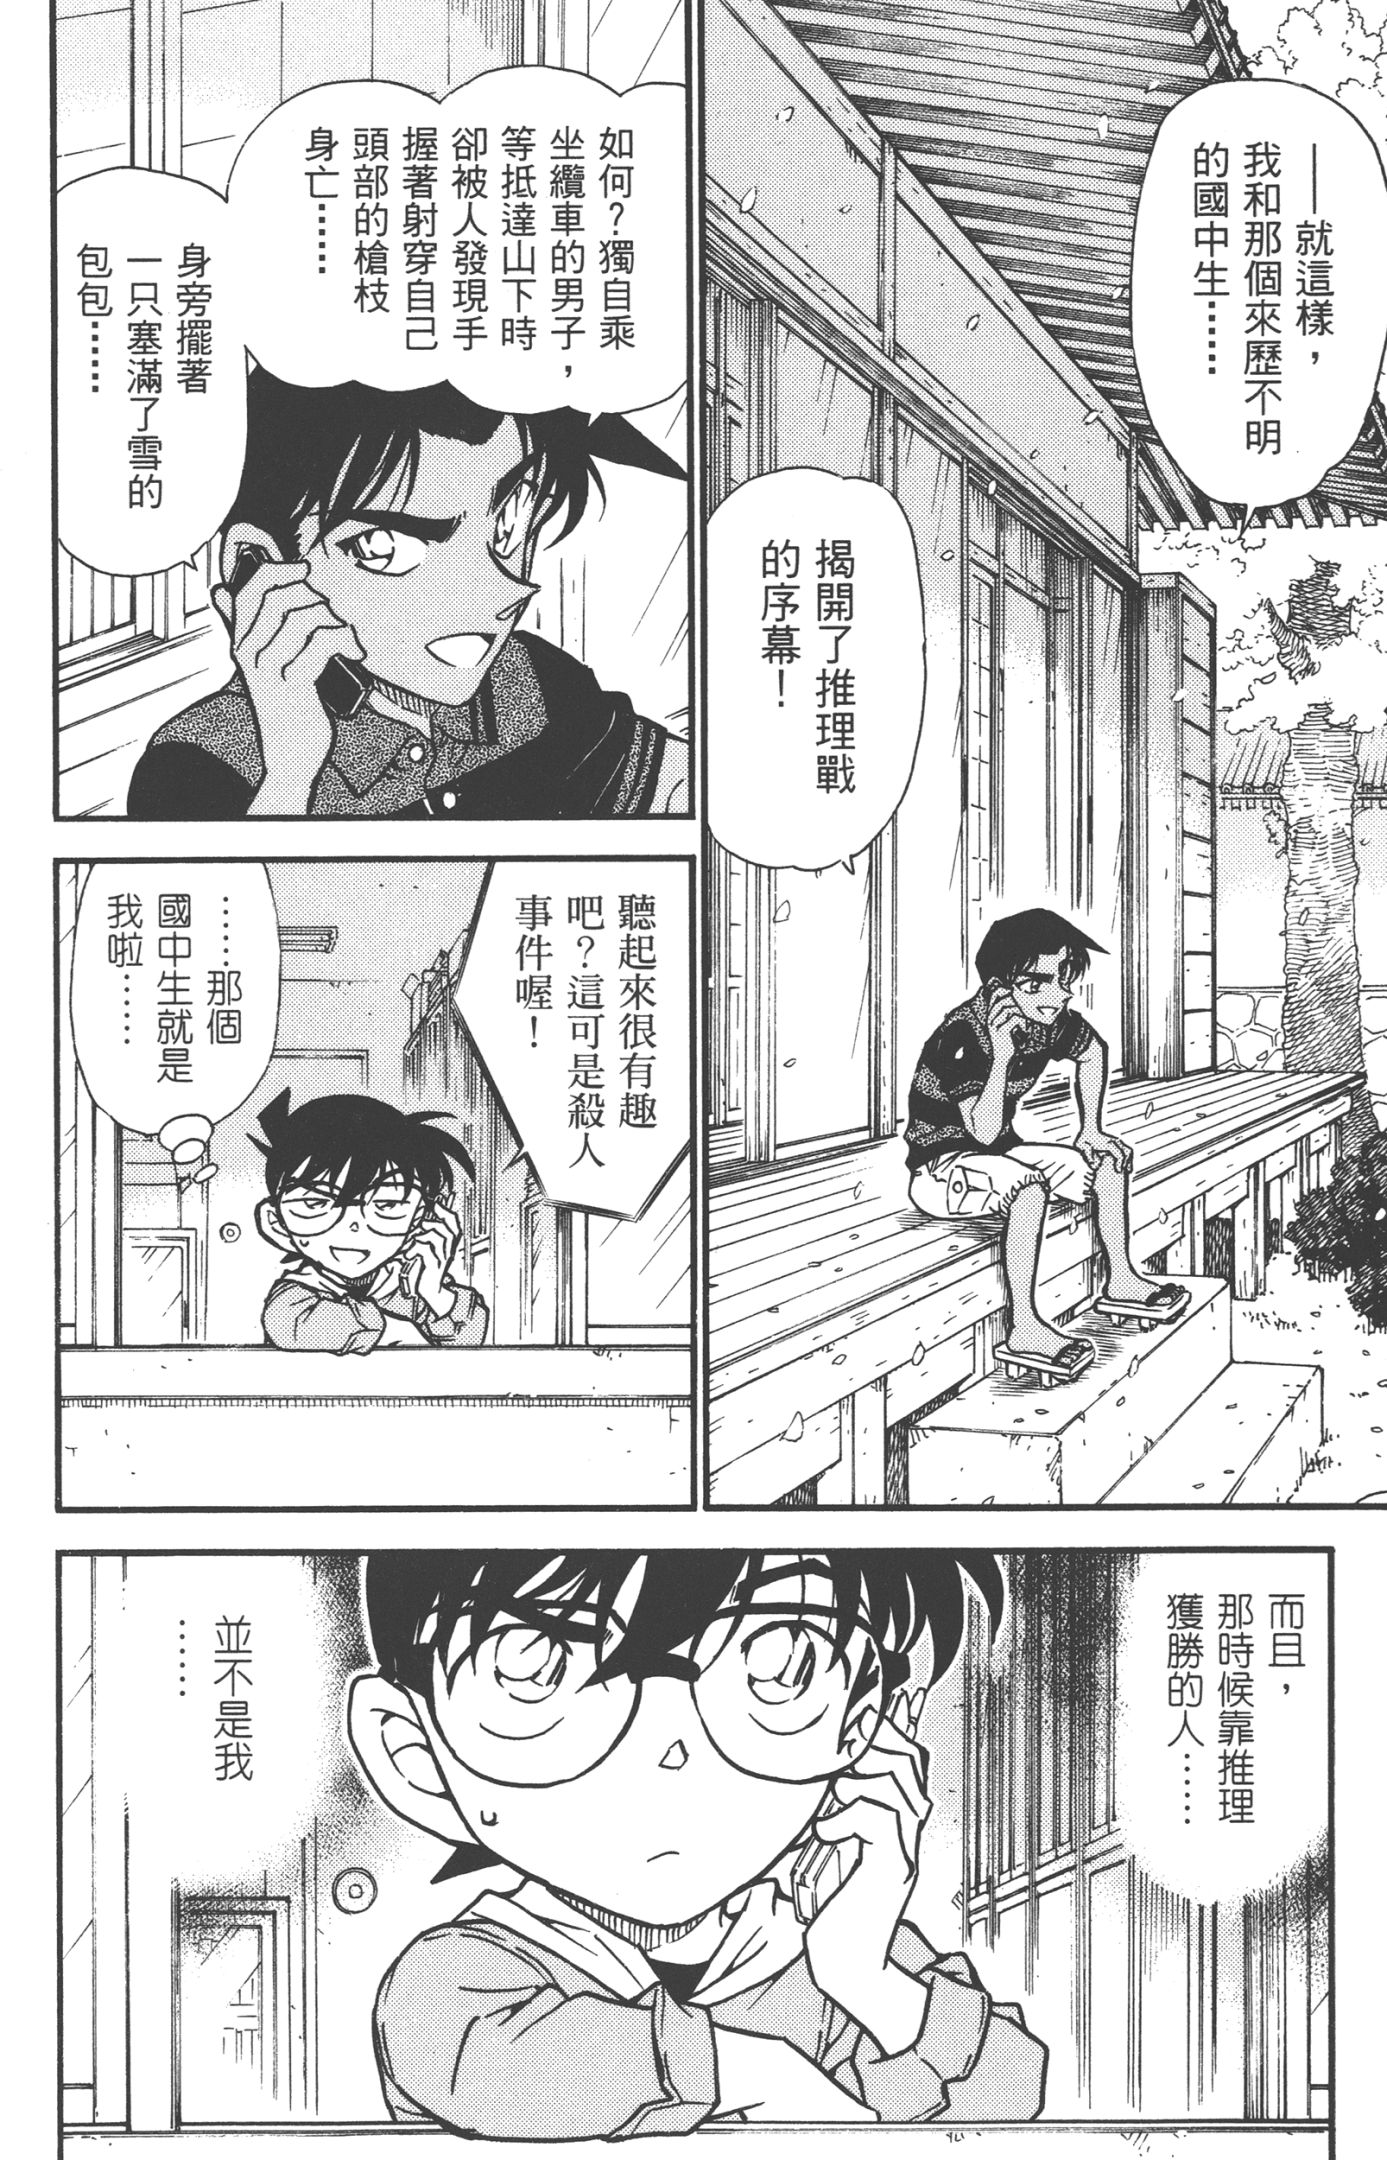 ——就這樣，
我和那個來歷不明
的國中生……
揭開了推理戰
的序幕！
如何？獨自乘
坐纜車的男子，
等抵達山下時
卻被人發現手
握著射穿自己
頭部的槍枝
身亡……
身旁擺著
一只塞滿了雪的
包包……
聽起來很有趣
吧？這可是殺人
事件喔！
……那個
國中生就是
我啦……
而且，
那時候靠推理
獲勝的人……
並不是我
……